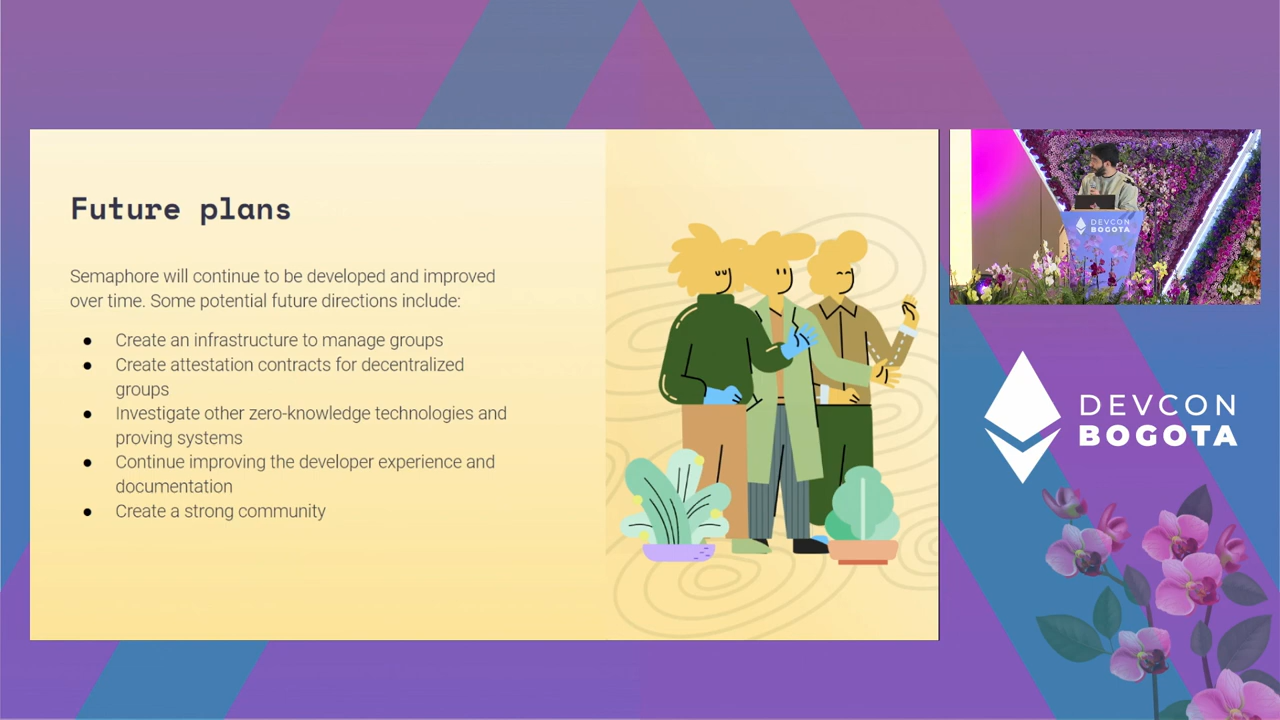 Future plans
Semaphore will continue to be developed and improved
over time. Some potential future directions include:
● Create an infrastructure to manage groups
● Create attestation contracts for decentralized
groups
● Investigate other zero-knowledge technologies and
proving systems
● Continue improving the developer experience and
documentation
● Create a strong community
DEVCON
BOGOTA
DEVCON
BOGOTA